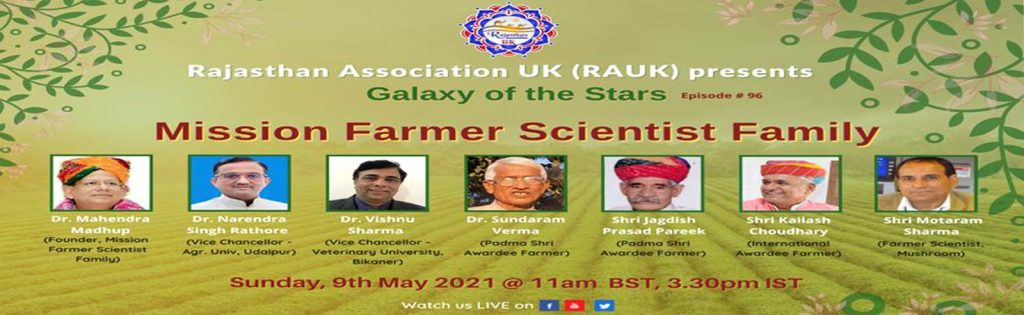 Rajasthan
UK
Rajasthan Association UK (RAUK) presents
Galaxy of the Stars Episode # 96
Mission Farmer Scientist Family
Dr. Mahendra
Madhup
(Founder, Mission
Farmer Scientist
Family)
Dr. Narendra
Singh Rathore
(Vice Chancellor -
Agr. Univ, Udaipur)
Dr. Vishnu
Sharma
(Vice Chancellor -
Veterinary University,
Bikaner)
Dr. Sundaram
Verma
(Padma Shri
Awardee Farmer)
Shri Jagdish
Prasad Pareek
(Padma Shri
Awardee Farmer)
Shri Kailash
Choudhary
(International
Awardee Farmer)
Shri Motaram
Sharma
(Farmer Scientist,
Mushroom)
Sunday, 9th May 2021 @ 11am BST, 3.30pm IST
Watch us LIVE on